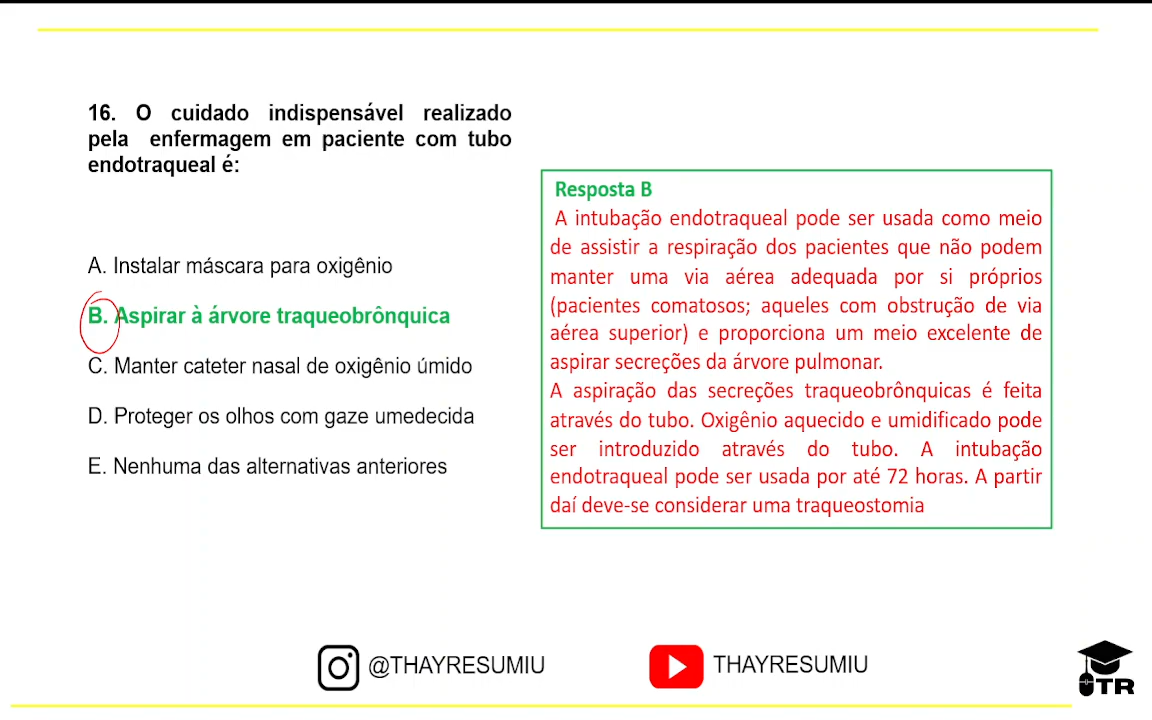 16. O cuidado indispensável realizado
pela enfermagem em paciente com tubo
endotraqueal é:
A. Instalar máscara para oxigênio
B. Aspirar à árvore traqueobrônquica
C. Manter cateter nasal de oxigênio úmido
D. Proteger os olhos com gaze umedecida
E. Nenhuma das alternativas anteriores
Resposta B
A intubação endotraqueal pode ser usada como meio
de assistir a respiração dos pacientes que não podem
manter uma via aérea adequada por si próprios
(pacientes comatosos; aqueles com obstrução de via
aérea superior) e proporciona um meio excelente de
aspirar secreções da árvore pulmonar.
A aspiração das secreções traqueobrônquicas é feita
através do tubo. Oxigênio aquecido e umidificado pode
ser introduzido através do tubo. A intubação
endotraqueal pode ser usada por até 72 horas. A partir
daí deve-se considerar uma traqueostomia
@THAYRESUMIU
THAYRESUMIU
TR